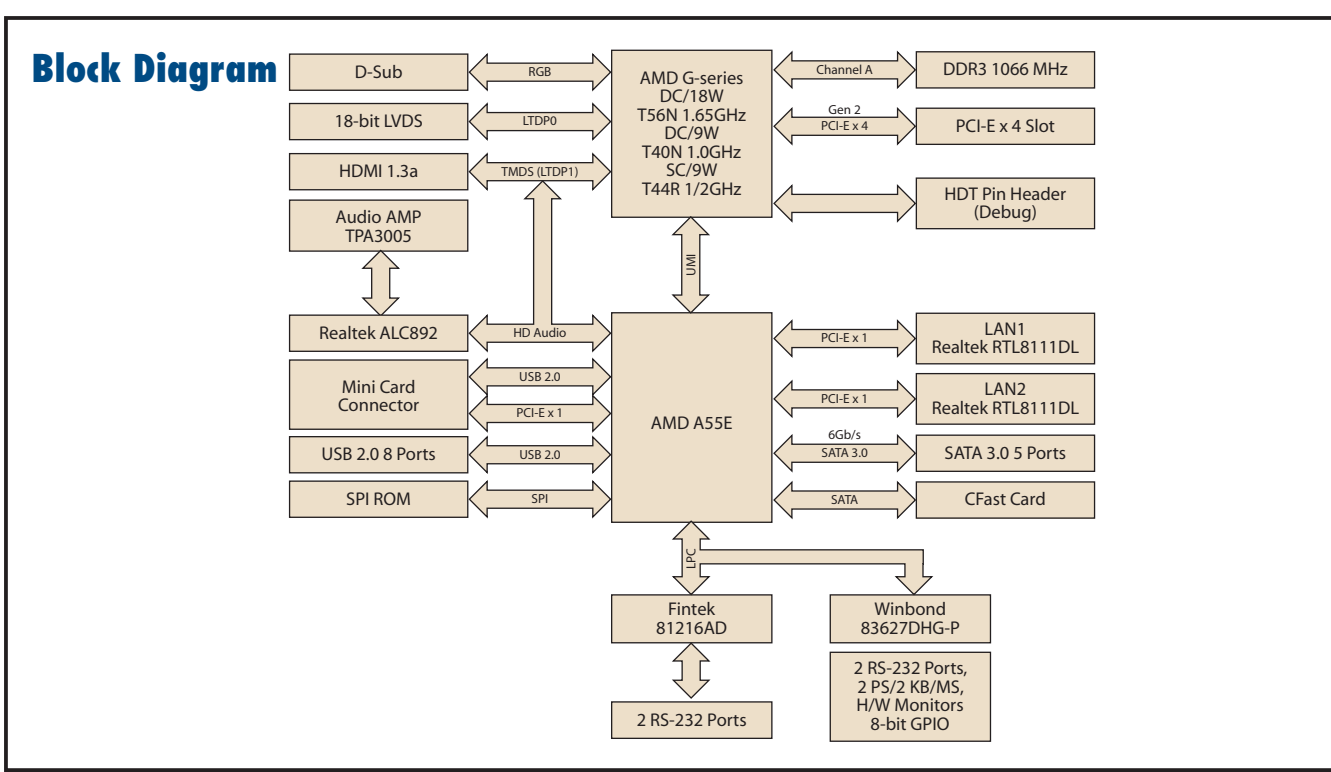 Block Diagram
D-Sub
RGB
AMD G-series
DC/18W
T56N 1.65GHz
DC/9W
T40N 1.0GHz
SC/9W
T44R 1/2GHz
Channel A
DDR3 1066 MHz
18-bit LVDS
LTDP0
Gen 2
PCI-E x 4
PCI-E x 4 Slot
HDMI 1.3a
TMDS (LTDP1)
HDT Pin Header
(Debug)
Audio AMP
TPA3005
UMI
Realtek ALC892
HD Audio
AMD A55E
PCI-E x 1
LAN1
Realtek RTL8111DL
Mini Card
Connector
USB 2.0
PCI-E x 1
PCI-E x 1
LAN2
Realtek RTL8111DL
USB 2.0 8 Ports
USB 2.0
6Gb/s
SATA 3.0
SATA 3.0 5 Ports
SPI ROM
SPI
SATA
CFast Card
LPC
Fintek
81216AD
Winbond
83627DHG-P
2 RS-232 Ports
2 RS-232 Ports,
2 PS/2 KB/MS,
H/W Monitors
8-bit GPIO